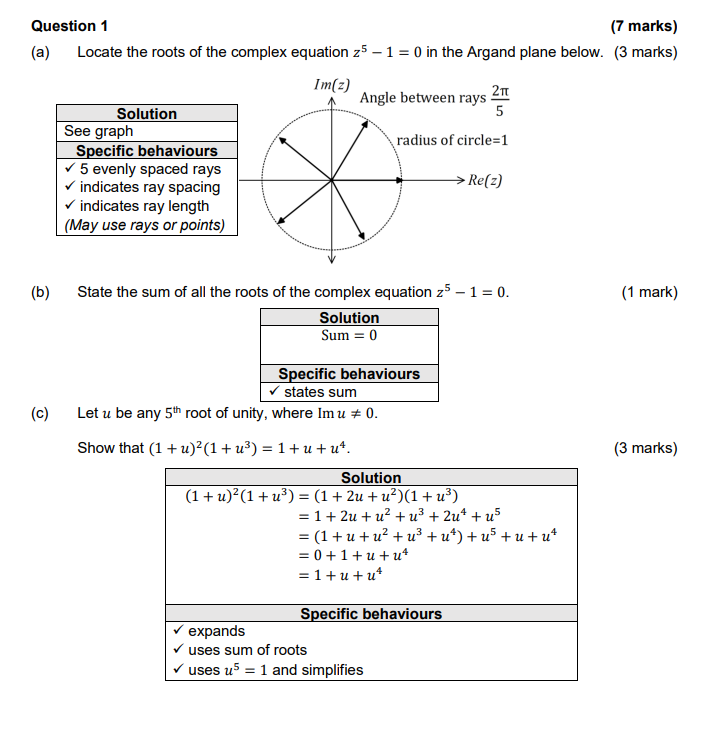 Question 1 (7 marks)
(a) Locate the roots of the complex equation z⁵ − 1 = 0 in the Argand plane below. (3 marks)
Im(z)
Angle between rays 2π/5
radius of circle=1
Re(z)
Solution
See graph
Specific behaviours
✓ 5 evenly spaced rays
✓ indicates ray spacing
✓ indicates ray length
(May use rays or points)
(b) State the sum of all the roots of the complex equation z⁵ − 1 = 0. (1 mark)
Solution
Sum = 0
Specific behaviours
✓ states sum
(c) Let u be any 5th root of unity, where Im u ≠ 0.
Show that (1 + u)²(1 + u³) = 1 + u + u⁴. (3 marks)
Solution
(1 + u)²(1 + u³) = (1 + 2u + u²)(1 + u³)
= 1 + 2u + u² + u³ + 2u⁴ + u⁵
= (1 + u + u² + u³ + u⁴) + u⁵ + u + u⁴
= 0 + 1 + u + u⁴
= 1 + u + u⁴
Specific behaviours
✓ expands
✓ uses sum of roots
✓ uses u⁵ = 1 and simplifies